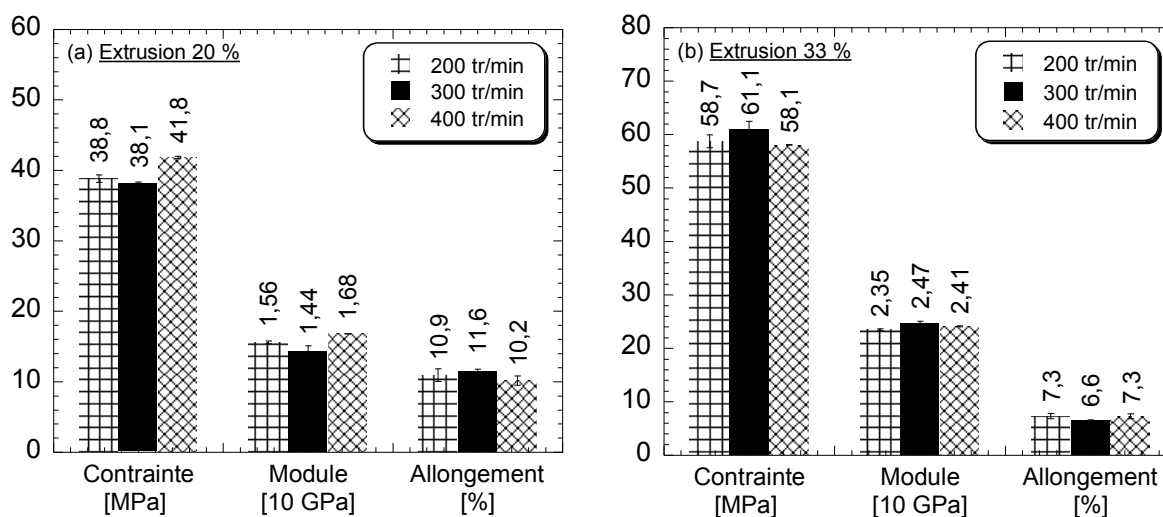 (a) Extrusion 20 %
200 tr/min
300 tr/min
400 tr/min
60
50
40
30
20
10
0
38,8
38,1
41,8
1,56
1,44
1,68
10,9
11,6
10,2
Contrainte
[MPa]
Module
[10 GPa]
Allongement
[%]
(b) Extrusion 33 %
200 tr/min
300 tr/min
400 tr/min
80
70
60
50
40
30
20
10
0
58,7
61,1
58,1
2,35
2,47
2,41
7,3
6,6
7,3
Contrainte
[MPa]
Module
[10 GPa]
Allongement
[%]